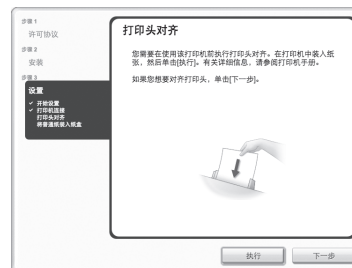 步骤 1
许可协议
步骤 2
安装
步骤 3
设置
✓ 开始设置
✓ 打印机连接
打印头对齐
将普通纸装入纸盒
打印头对齐
您需要在使用该打印机前执行打印头对齐。在打印机中装入纸
张，然后单击[执行]。有关详细信息，请参阅打印机手册。
如果您想要对齐打印头，单击[下一步]。
执行
下一步